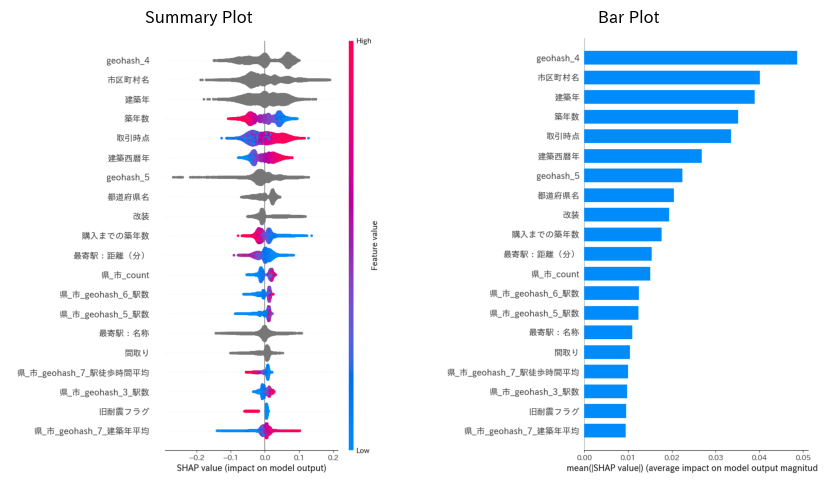 Summary Plot
High
geohash_4
市区町村名
建築年
築年数
取引時点
建築西暦年
geohash_5
都道府県名
改装
購入までの築年数
最寄駅：距離（分）
県_市_count
県_市_geohash_6_駅数
県_市_geohash_5_駅数
最寄駅：名称
間取り
県_市_geohash_7_駅徒歩時間平均
県_市_geohash_3_駅数
旧耐震フラグ
県_市_geohash_7_建築年平均
Feature value
Low
−0.2 −0.1 0.0 0.1 0.2
SHAP value (impact on model output)
Bar Plot
geohash_4
市区町村名
建築年
築年数
取引時点
建築西暦年
geohash_5
都道府県名
改装
購入までの築年数
最寄駅：距離（分）
県_市_count
県_市_geohash_6_駅数
県_市_geohash_5_駅数
最寄駅：名称
間取り
県_市_geohash_7_駅徒歩時間平均
県_市_geohash_3_駅数
旧耐震フラグ
県_市_geohash_7_建築年平均
0.00 0.01 0.02 0.03 0.04 0.05
mean(|SHAP value|) (average impact on model output magnitud